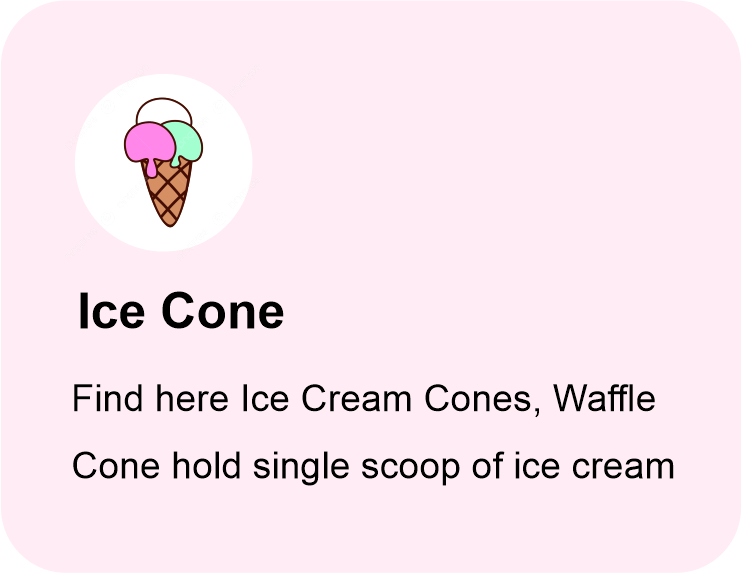 Ice Cone
Find here Ice Cream Cones, Waffle
Cone hold single scoop of ice cream